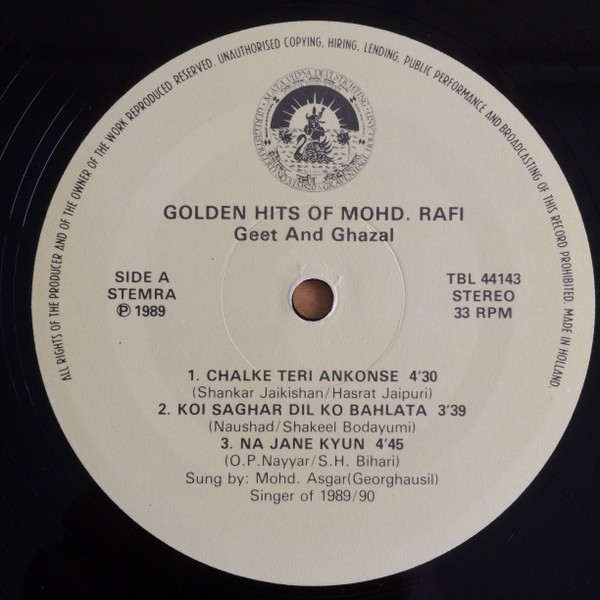 ALL RIGHTS OF THE PRODUCER AND OF THE OWNER OF THE WORK REPRODUCED RESERVED. UNAUTHORISED COPYING, HIRING, LENDING, PUBLIC PERFORMANCE AND BROADCASTING OF THIS RECORD PROHIBITED. MADE IN HOLLAND.
GOLDEN HITS OF MOHD. RAFI
Geet And Ghazal
SIDE A
STEMRA
Ⓟ 1989
TBL 44143
STEREO
33 RPM
1. CHALKE TERI ANKONSE 4'30
(Shankar Jaikishan/Hasrat Jaipuri)
2. KOI SAGHAR DIL KO BAHLATA 3'39
(Naushad/Shakeel Bodayumi)
3. NA JANE KYUN 4'45
(O.P.Nayyar/S.H. Bihari)
Sung by: Mohd. Asgar(Georghausil)
Singer of 1989/90